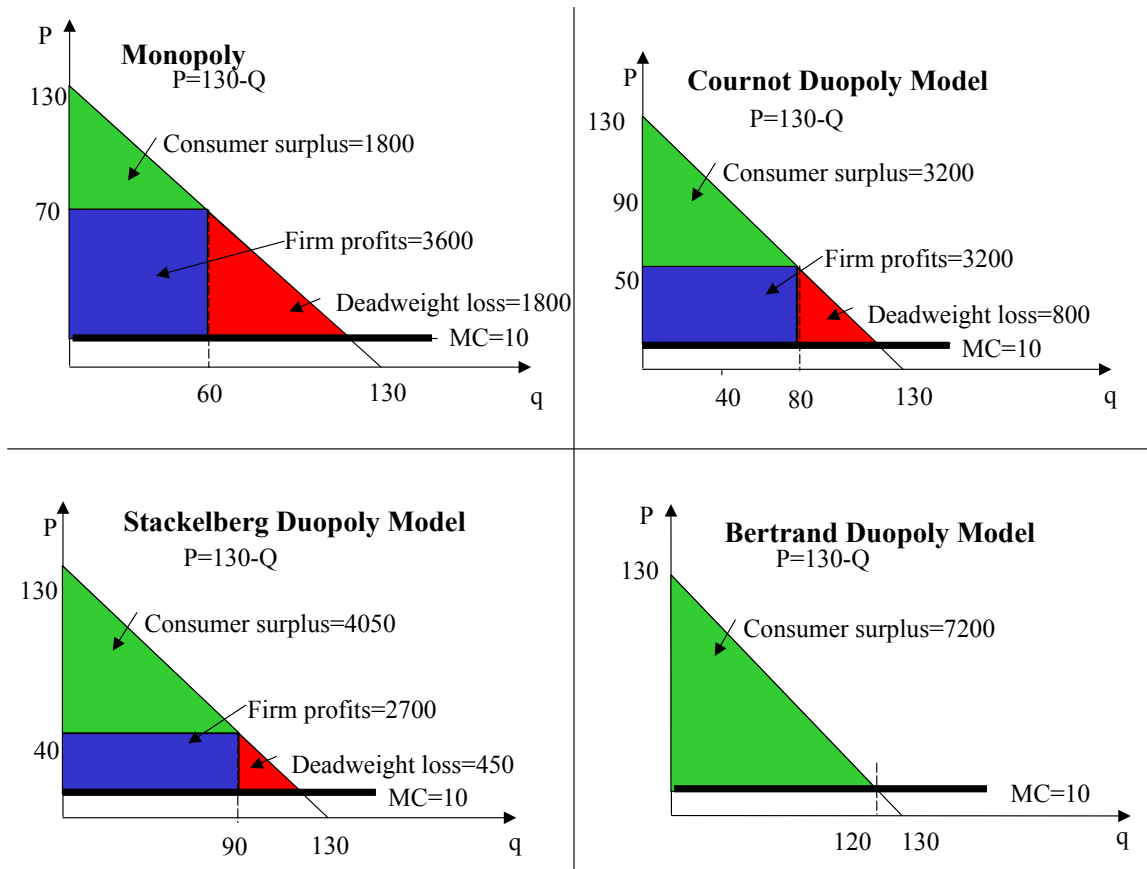 P
Monopoly
P=130-Q
130
Consumer surplus=1800
70
Firm profits=3600
Deadweight loss=1800
MC=10
60
130
q
P
Cournot Duopoly Model
P=130-Q
130
Consumer surplus=3200
90
Firm profits=3200
50
Deadweight loss=800
MC=10
40
80
130
q
P
Stackelberg Duopoly Model
P=130-Q
130
Consumer surplus=4050
Firm profits=2700
40
Deadweight loss=450
MC=10
90
130
q
P
Bertrand Duopoly Model
P=130-Q
130
Consumer surplus=7200
MC=10
120
130
q